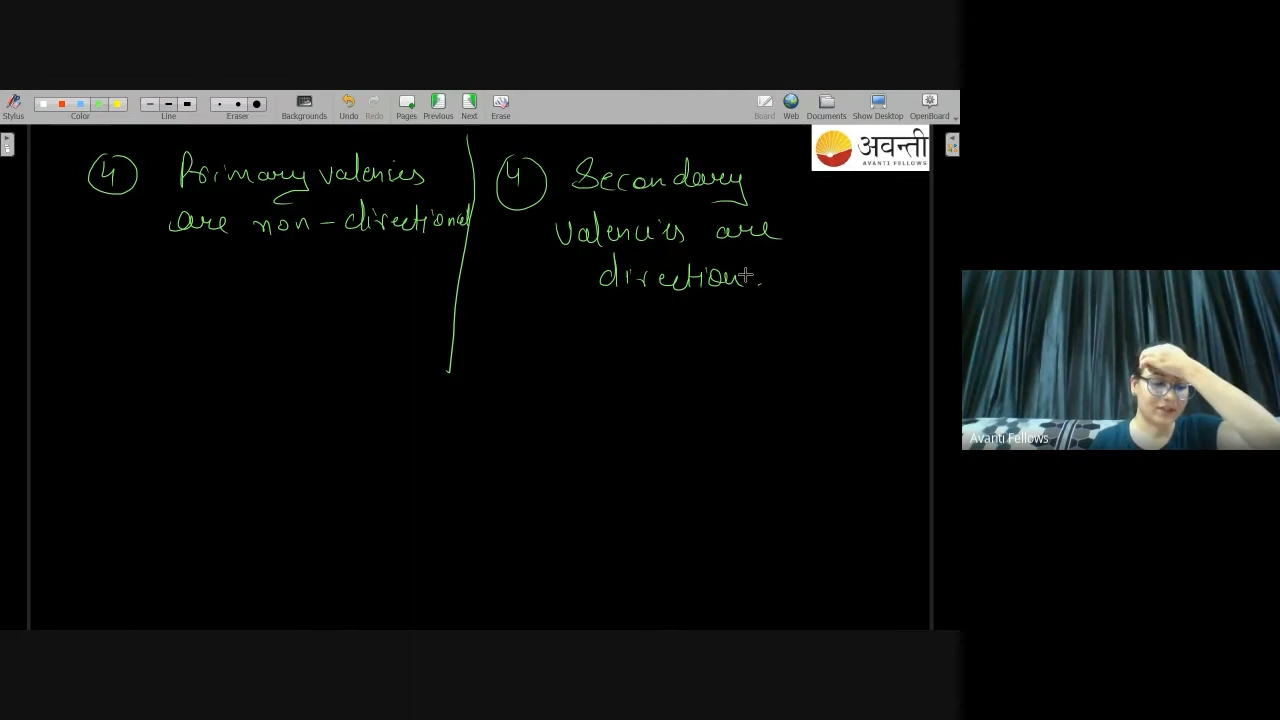 Stylus
Color
Line
Eraser
Backgrounds
Undo
Redo
Pages
Previous
Next
Erase
Board
Web
Documents
Show Desktop
OpenBoard
अवन्ती
AVANTI FELLOWS
4 Primary valencies
are non-directional
4 Secondary
valencies are
direction.
Avanti Fellows